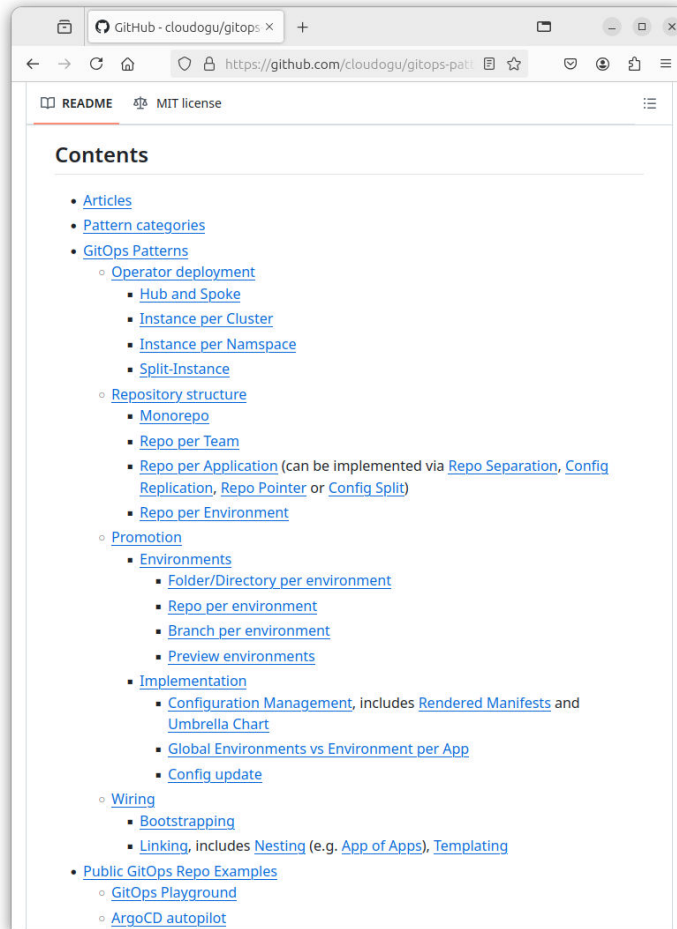 GitHub - cloudogu/gitops-
https://github.com/cloudogu/gitops-patt
README
MIT license
Contents
Articles
Pattern categories
GitOps Patterns
Operator deployment
Hub and Spoke
Instance per Cluster
Instance per Namspace
Split-Instance
Repository structure
Monorepo
Repo per Team
Repo per Application (can be implemented via Repo Separation, Config
Replication, Repo Pointer or Config Split)
Repo per Environment
Promotion
Environments
Folder/Directory per environment
Repo per environment
Branch per environment
Preview environments
Implementation
Configuration Management, includes Rendered Manifests and
Umbrella Chart
Global Environments vs Environment per App
Config update
Wiring
Bootstrapping
Linking, includes Nesting (e.g. App of Apps), Templating
Public GitOps Repo Examples
GitOps Playground
ArgoCD autopilot